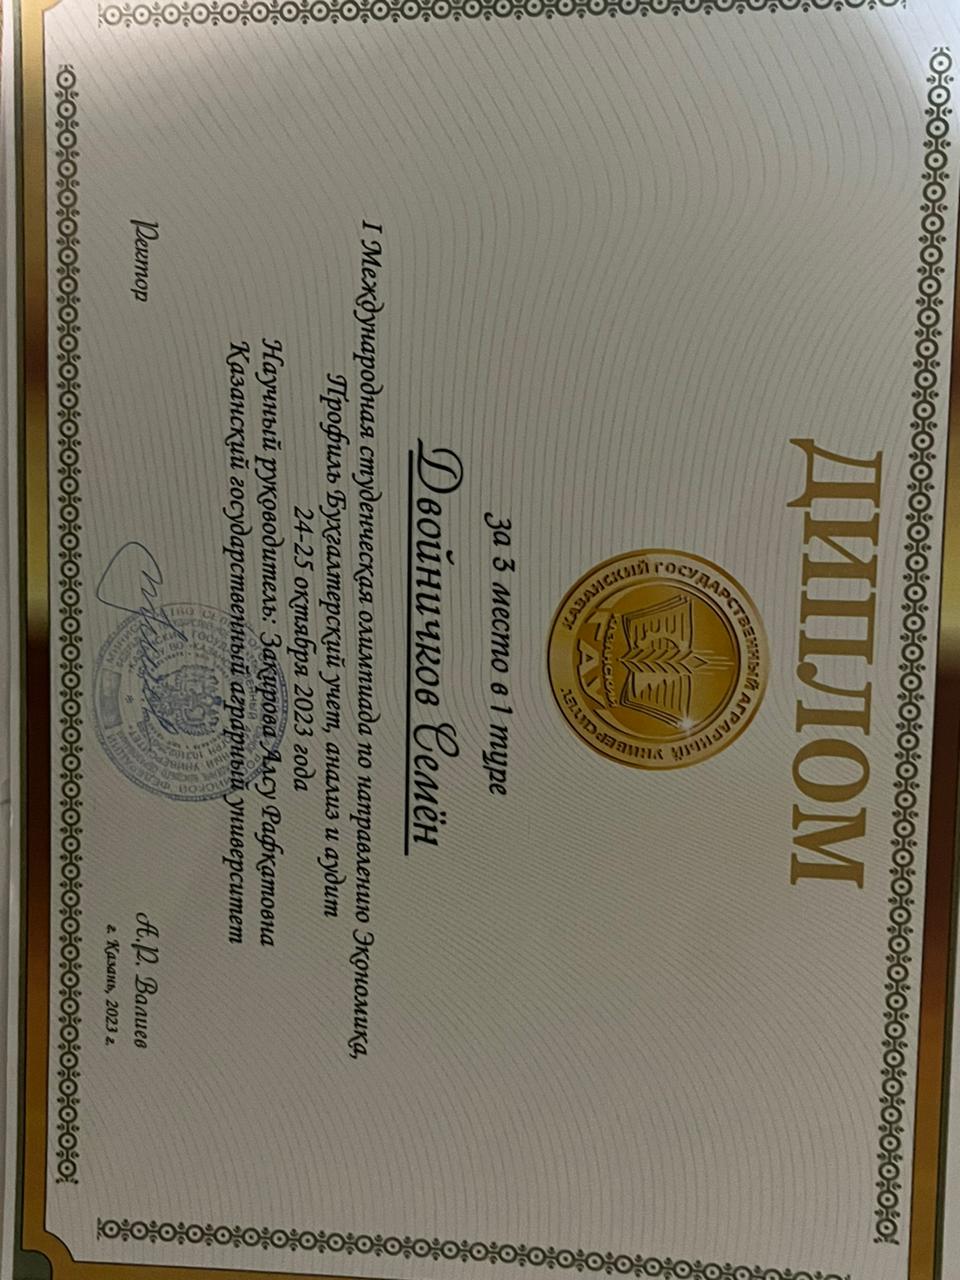 ДИПЛОМ
КАЗАНСКИЙ ГОСУДАРСТВЕННЫЙ АГРАРНЫЙ УНИВЕРСИТЕТ
За 3 место в 1 туре
Двойничков Семён
I Международная студенческая олимпиада по направлению Экономика,
Профиль Бухгалтерский учет, анализ и аудит
24-25 октября 2023 года
Научный руководитель: Закирова Алсу Рафкатовна
Казанский государственный аграрный университет
Ректор
А.Р. Валиев
г. Казань, 2023 г.